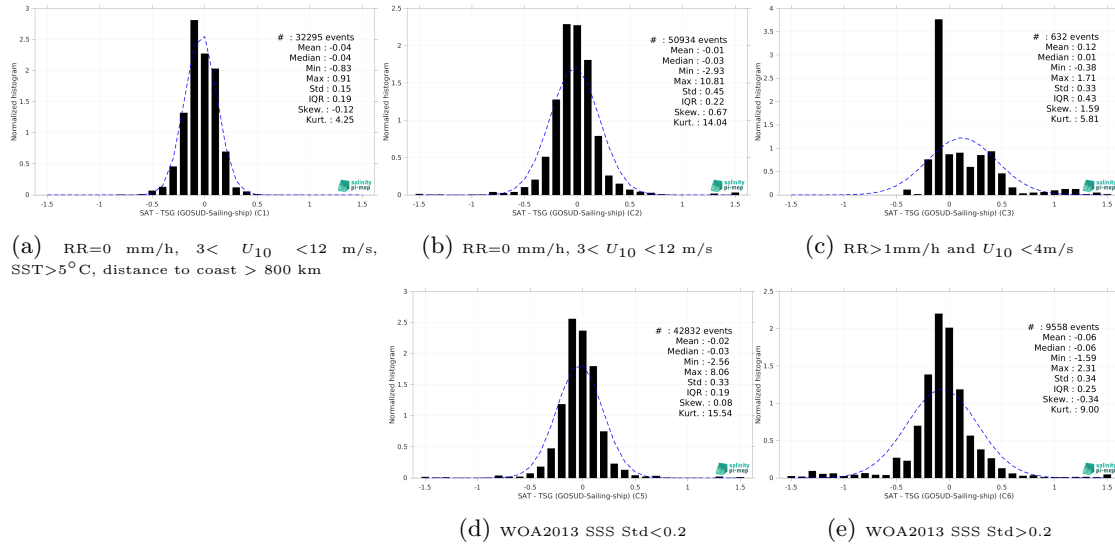 3
2.5
2
1.5
1
0.5
0
Normalized histogram
# : 32295 events
Mean : -0.04
Median : -0.04
Min : -0.83
Max : 0.91
Std : 0.15
IQR : 0.19
Skew. : -0.12
Kurt. : 4.25
salinity
pi-mep
-1.5 -1 -0.5 0 0.5 1 1.5
SAT - TSG (GOSUD-Sailing-ship) (C1)
(a) RR=0 mm/h, 3< U10 <12 m/s,
SST>5°C, distance to coast > 800 km
2.5
2
1.5
1
0.5
0
Normalized histogram
# : 50934 events
Mean : -0.01
Median : -0.03
Min : -2.93
Max : 10.81
Std : 0.45
IQR : 0.22
Skew. : 0.67
Kurt. : 14.04
salinity
pi-mep
-1.5 -1 -0.5 0 0.5 1 1.5
SAT - TSG (GOSUD-Sailing-ship) (C2)
(b) RR=0 mm/h, 3< U10 <12 m/s
4
3.5
3
2.5
2
1.5
1
0.5
0
Normalized histogram
# : 632 events
Mean : 0.12
Median : 0.01
Min : -0.38
Max : 1.71
Std : 0.33
IQR : 0.43
Skew. : 1.59
Kurt. : 5.81
salinity
pi-mep
-1.5 -1 -0.5 0 0.5 1 1.5
SAT - TSG (GOSUD-Sailing-ship) (C3)
(c) RR>1mm/h and U10 <4m/s
3
2.5
2
1.5
1
0.5
0
Normalized histogram
# : 42832 events
Mean : -0.02
Median : -0.03
Min : -2.56
Max : 8.06
Std : 0.33
IQR : 0.19
Skew. : 0.08
Kurt. : 15.54
salinity
pi-mep
-1.5 -1 -0.5 0 0.5 1 1.5
SAT - TSG (GOSUD-Sailing-ship) (C5)
(d) WOA2013 SSS Std<0.2
2.5
2
1.5
1
0.5
0
Normalized histogram
# : 9558 events
Mean : -0.06
Median : -0.06
Min : -1.59
Max : 2.31
Std : 0.34
IQR : 0.25
Skew. : -0.34
Kurt. : 9.00
salinity
pi-mep
-1.5 -1 -0.5 0 0.5 1 1.5
SAT - TSG (GOSUD-Sailing-ship) (C6)
(e) WOA2013 SSS Std>0.2